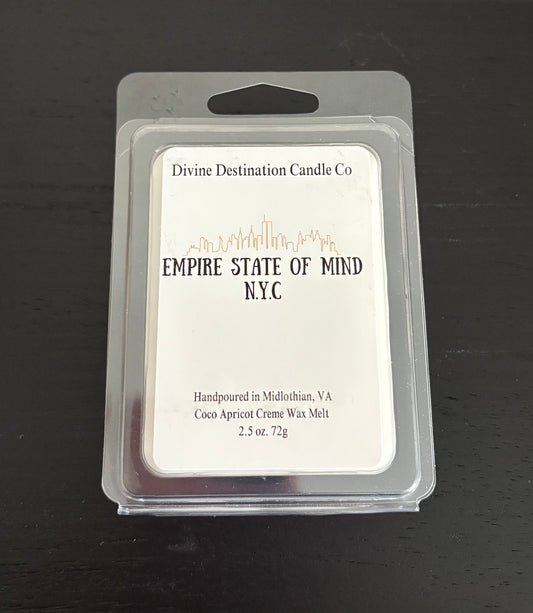 Divine Destination Candle Co
EMPIRE STATE OF MIND
N.Y.C
Handpoured in Midlothian, VA
Coco Apricot Creme Wax Melt
2.5 oz. 72g